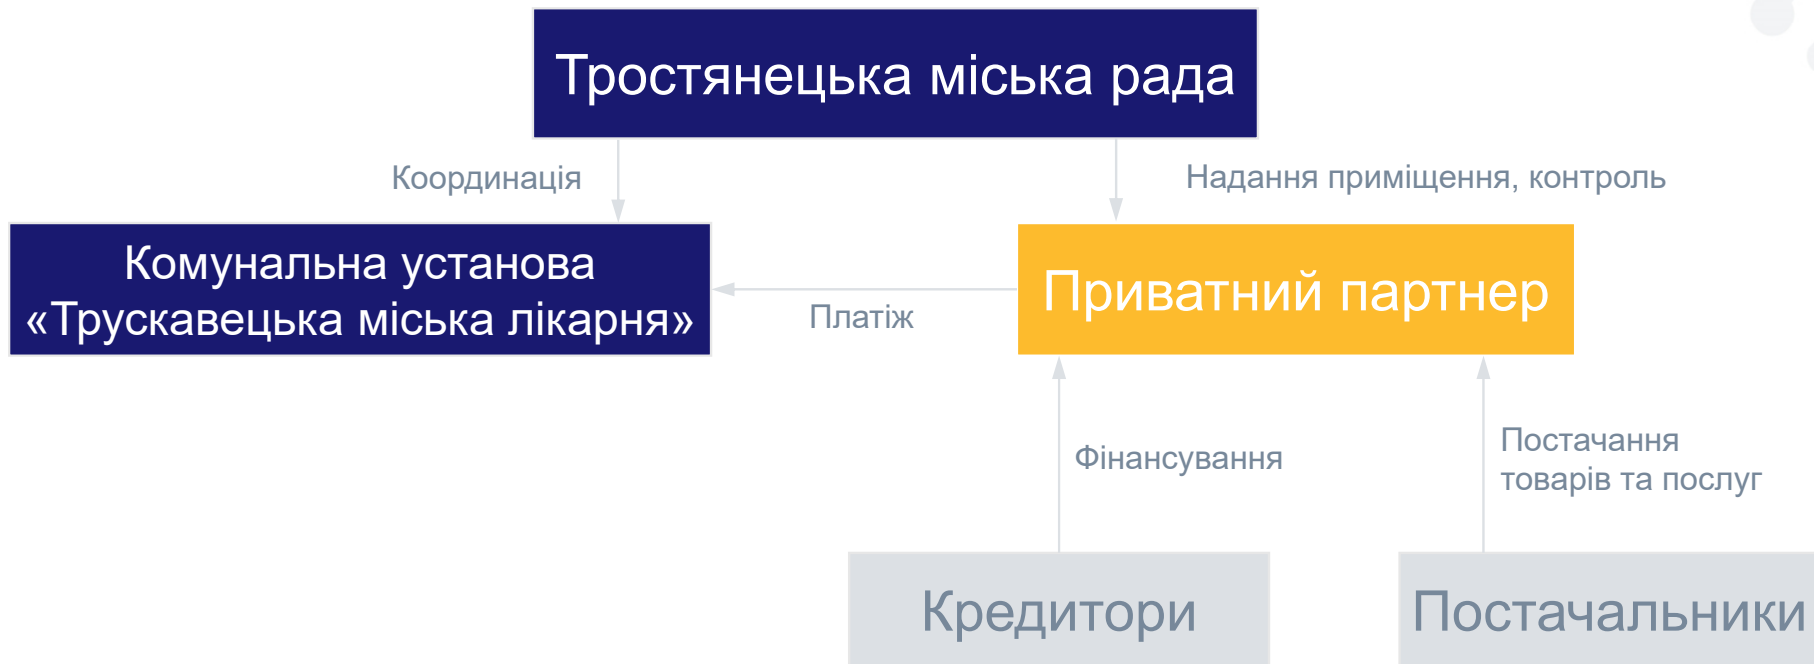 Тростянецька міська рада
Координація
Надання приміщення, контроль
Комунальна установа
«Трускавецька міська лікарня»
Платіж
Приватний партнер
Фінансування
Постачання
товарів та послуг
Кредитори
Постачальники